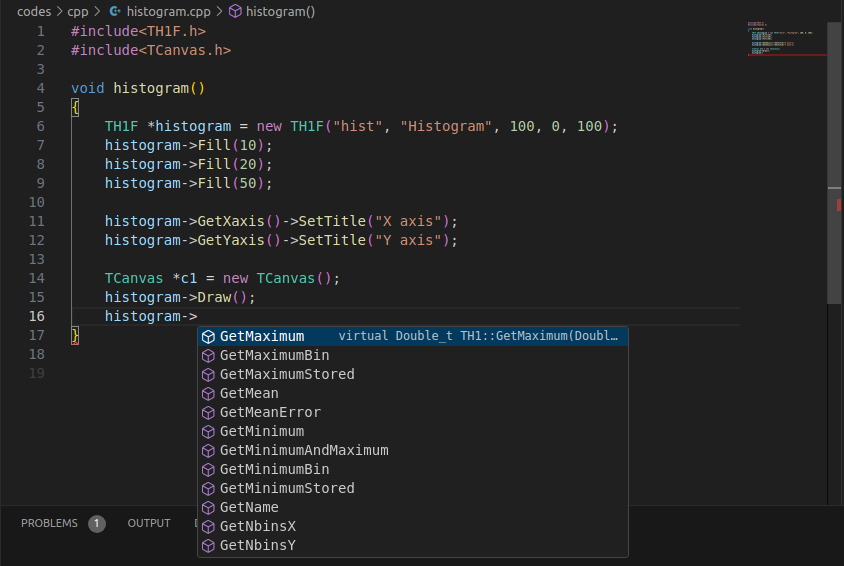 codes > cpp > histogram.cpp > histogram()
1 #include<TH1F.h>
2 #include<TCanvas.h>
3
4 void histogram()
5 {
6 TH1F *histogram = new TH1F("hist", "Histogram", 100, 0, 100);
7 histogram->Fill(10);
8 histogram->Fill(20);
9 histogram->Fill(50);
10
11 histogram->GetXaxis()->SetTitle("X axis");
12 histogram->GetYaxis()->SetTitle("Y axis");
13
14 TCanvas *c1 = new TCanvas();
15 histogram->Draw();
16 histogram->
17 }
18
19
GetMaximum virtual Double_t TH1::GetMaximum(Doubl…
GetMaximumBin
GetMaximumStored
GetMean
GetMeanError
GetMinimum
GetMinimumAndMaximum
GetMinimumBin
GetMinimumStored
GetName
GetNbinsX
GetNbinsY
PROBLEMS 1 OUTPUT